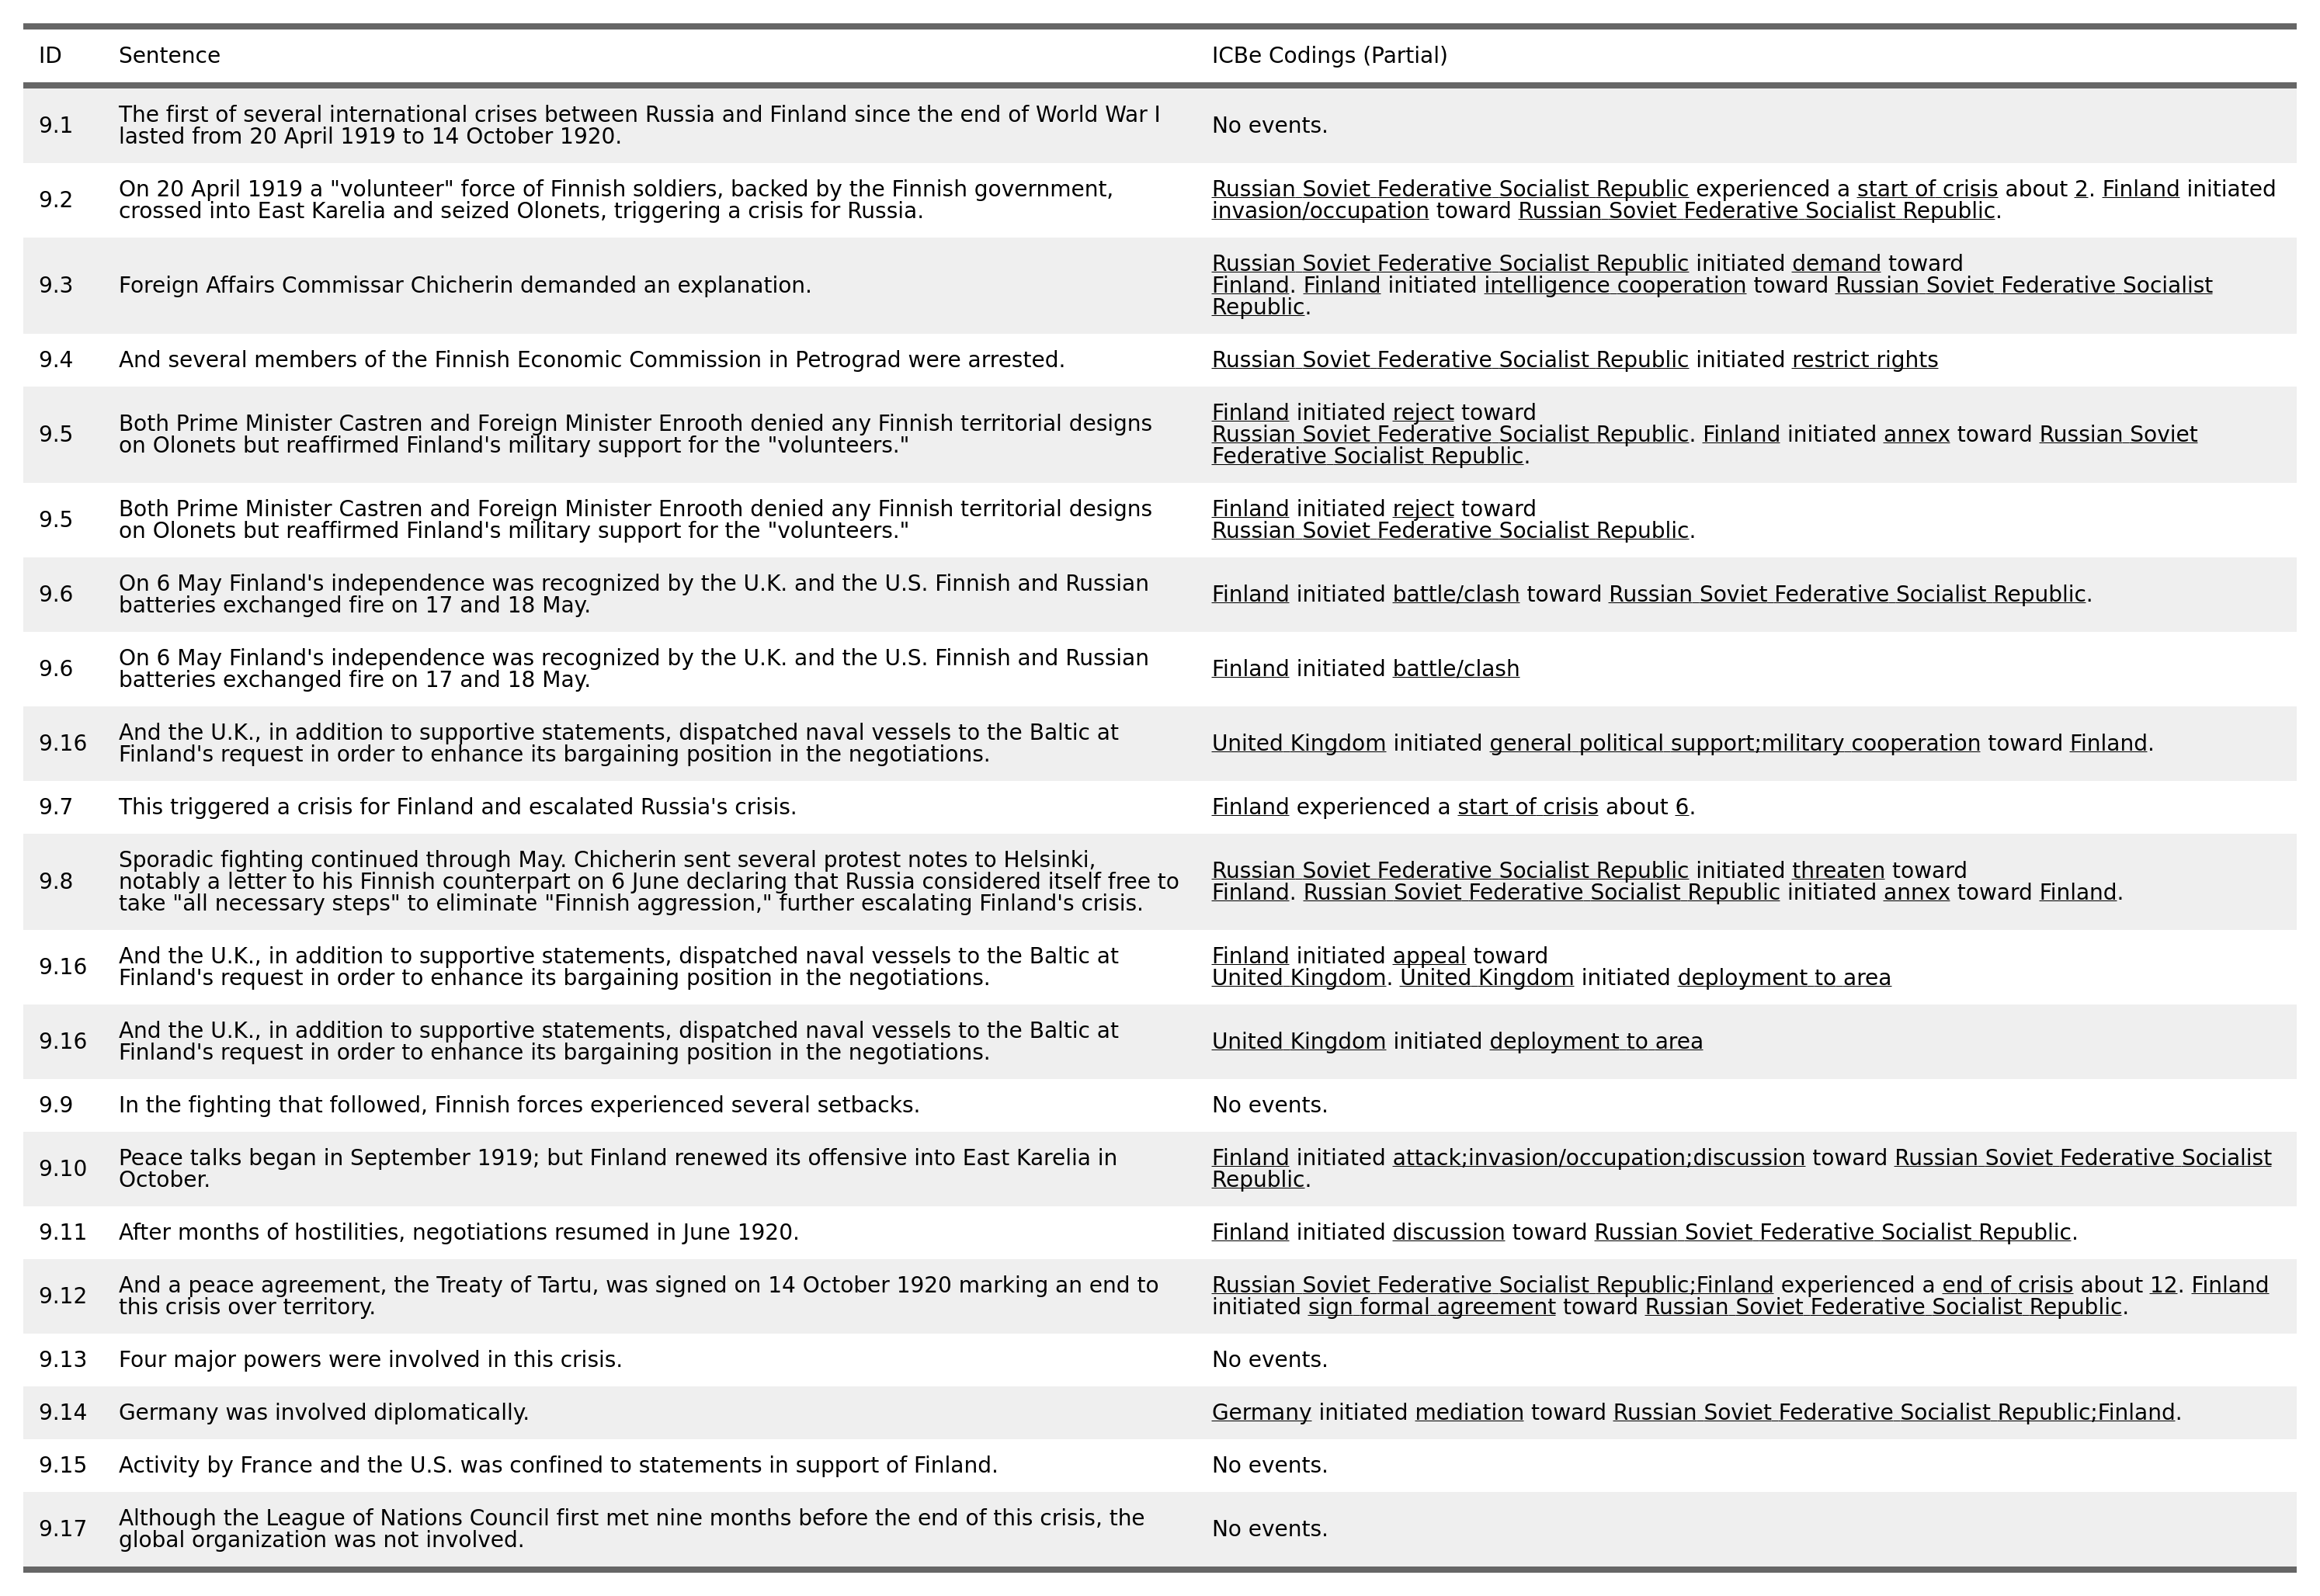 ID Sentence ICBe Codings (Partial)
9.1 The first of several international crises between Russia and Finland since the end of World War I
lasted from 20 April 1919 to 14 October 1920.
No events.
9.2 On 20 April 1919 a "volunteer" force of Finnish soldiers, backed by the Finnish government,
crossed into East Karelia and seized Olonets, triggering a crisis for Russia.
Russian Soviet Federative Socialist Republic experienced a start of crisis about 2. Finland initiated
invasion/occupation toward Russian Soviet Federative Socialist Republic.
9.3 Foreign Affairs Commissar Chicherin demanded an explanation.
Russian Soviet Federative Socialist Republic initiated demand toward
Finland. Finland initiated intelligence cooperation toward Russian Soviet Federative Socialist
Republic.
9.4 And several members of the Finnish Economic Commission in Petrograd were arrested.
Russian Soviet Federative Socialist Republic initiated restrict rights
9.5 Both Prime Minister Castren and Foreign Minister Enrooth denied any Finnish territorial designs
on Olonets but reaffirmed Finland's military support for the "volunteers."
Finland initiated reject toward
Russian Soviet Federative Socialist Republic. Finland initiated annex toward Russian Soviet
Federative Socialist Republic.
9.5 Both Prime Minister Castren and Foreign Minister Enrooth denied any Finnish territorial designs
on Olonets but reaffirmed Finland's military support for the "volunteers."
Finland initiated reject toward
Russian Soviet Federative Socialist Republic.
9.6 On 6 May Finland's independence was recognized by the U.K. and the U.S. Finnish and Russian
batteries exchanged fire on 17 and 18 May.
Finland initiated battle/clash toward Russian Soviet Federative Socialist Republic.
9.6 On 6 May Finland's independence was recognized by the U.K. and the U.S. Finnish and Russian
batteries exchanged fire on 17 and 18 May.
Finland initiated battle/clash
9.16 And the U.K., in addition to supportive statements, dispatched naval vessels to the Baltic at
Finland's request in order to enhance its bargaining position in the negotiations.
United Kingdom initiated general political support;military cooperation toward Finland.
9.7 This triggered a crisis for Finland and escalated Russia's crisis.
Finland experienced a start of crisis about 6.
9.8 Sporadic fighting continued through May. Chicherin sent several protest notes to Helsinki,
notably a letter to his Finnish counterpart on 6 June declaring that Russia considered itself free to
take "all necessary steps" to eliminate "Finnish aggression," further escalating Finland's crisis.
Russian Soviet Federative Socialist Republic initiated threaten toward
Finland. Russian Soviet Federative Socialist Republic initiated annex toward Finland.
9.16 And the U.K., in addition to supportive statements, dispatched naval vessels to the Baltic at
Finland's request in order to enhance its bargaining position in the negotiations.
Finland initiated appeal toward
United Kingdom. United Kingdom initiated deployment to area
9.16 And the U.K., in addition to supportive statements, dispatched naval vessels to the Baltic at
Finland's request in order to enhance its bargaining position in the negotiations.
United Kingdom initiated deployment to area
9.9 In the fighting that followed, Finnish forces experienced several setbacks.
No events.
9.10 Peace talks began in September 1919; but Finland renewed its offensive into East Karelia in
October.
Finland initiated attack;invasion/occupation;discussion toward Russian Soviet Federative Socialist
Republic.
9.11 After months of hostilities, negotiations resumed in June 1920.
Finland initiated discussion toward Russian Soviet Federative Socialist Republic.
9.12 And a peace agreement, the Treaty of Tartu, was signed on 14 October 1920 marking an end to
this crisis over territory.
Russian Soviet Federative Socialist Republic;Finland experienced a end of crisis about 12. Finland
initiated sign formal agreement toward Russian Soviet Federative Socialist Republic.
9.13 Four major powers were involved in this crisis.
No events.
9.14 Germany was involved diplomatically.
Germany initiated mediation toward Russian Soviet Federative Socialist Republic;Finland.
9.15 Activity by France and the U.S. was confined to statements in support of Finland.
No events.
9.17 Although the League of Nations Council first met nine months before the end of this crisis, the
global organization was not involved.
No events.